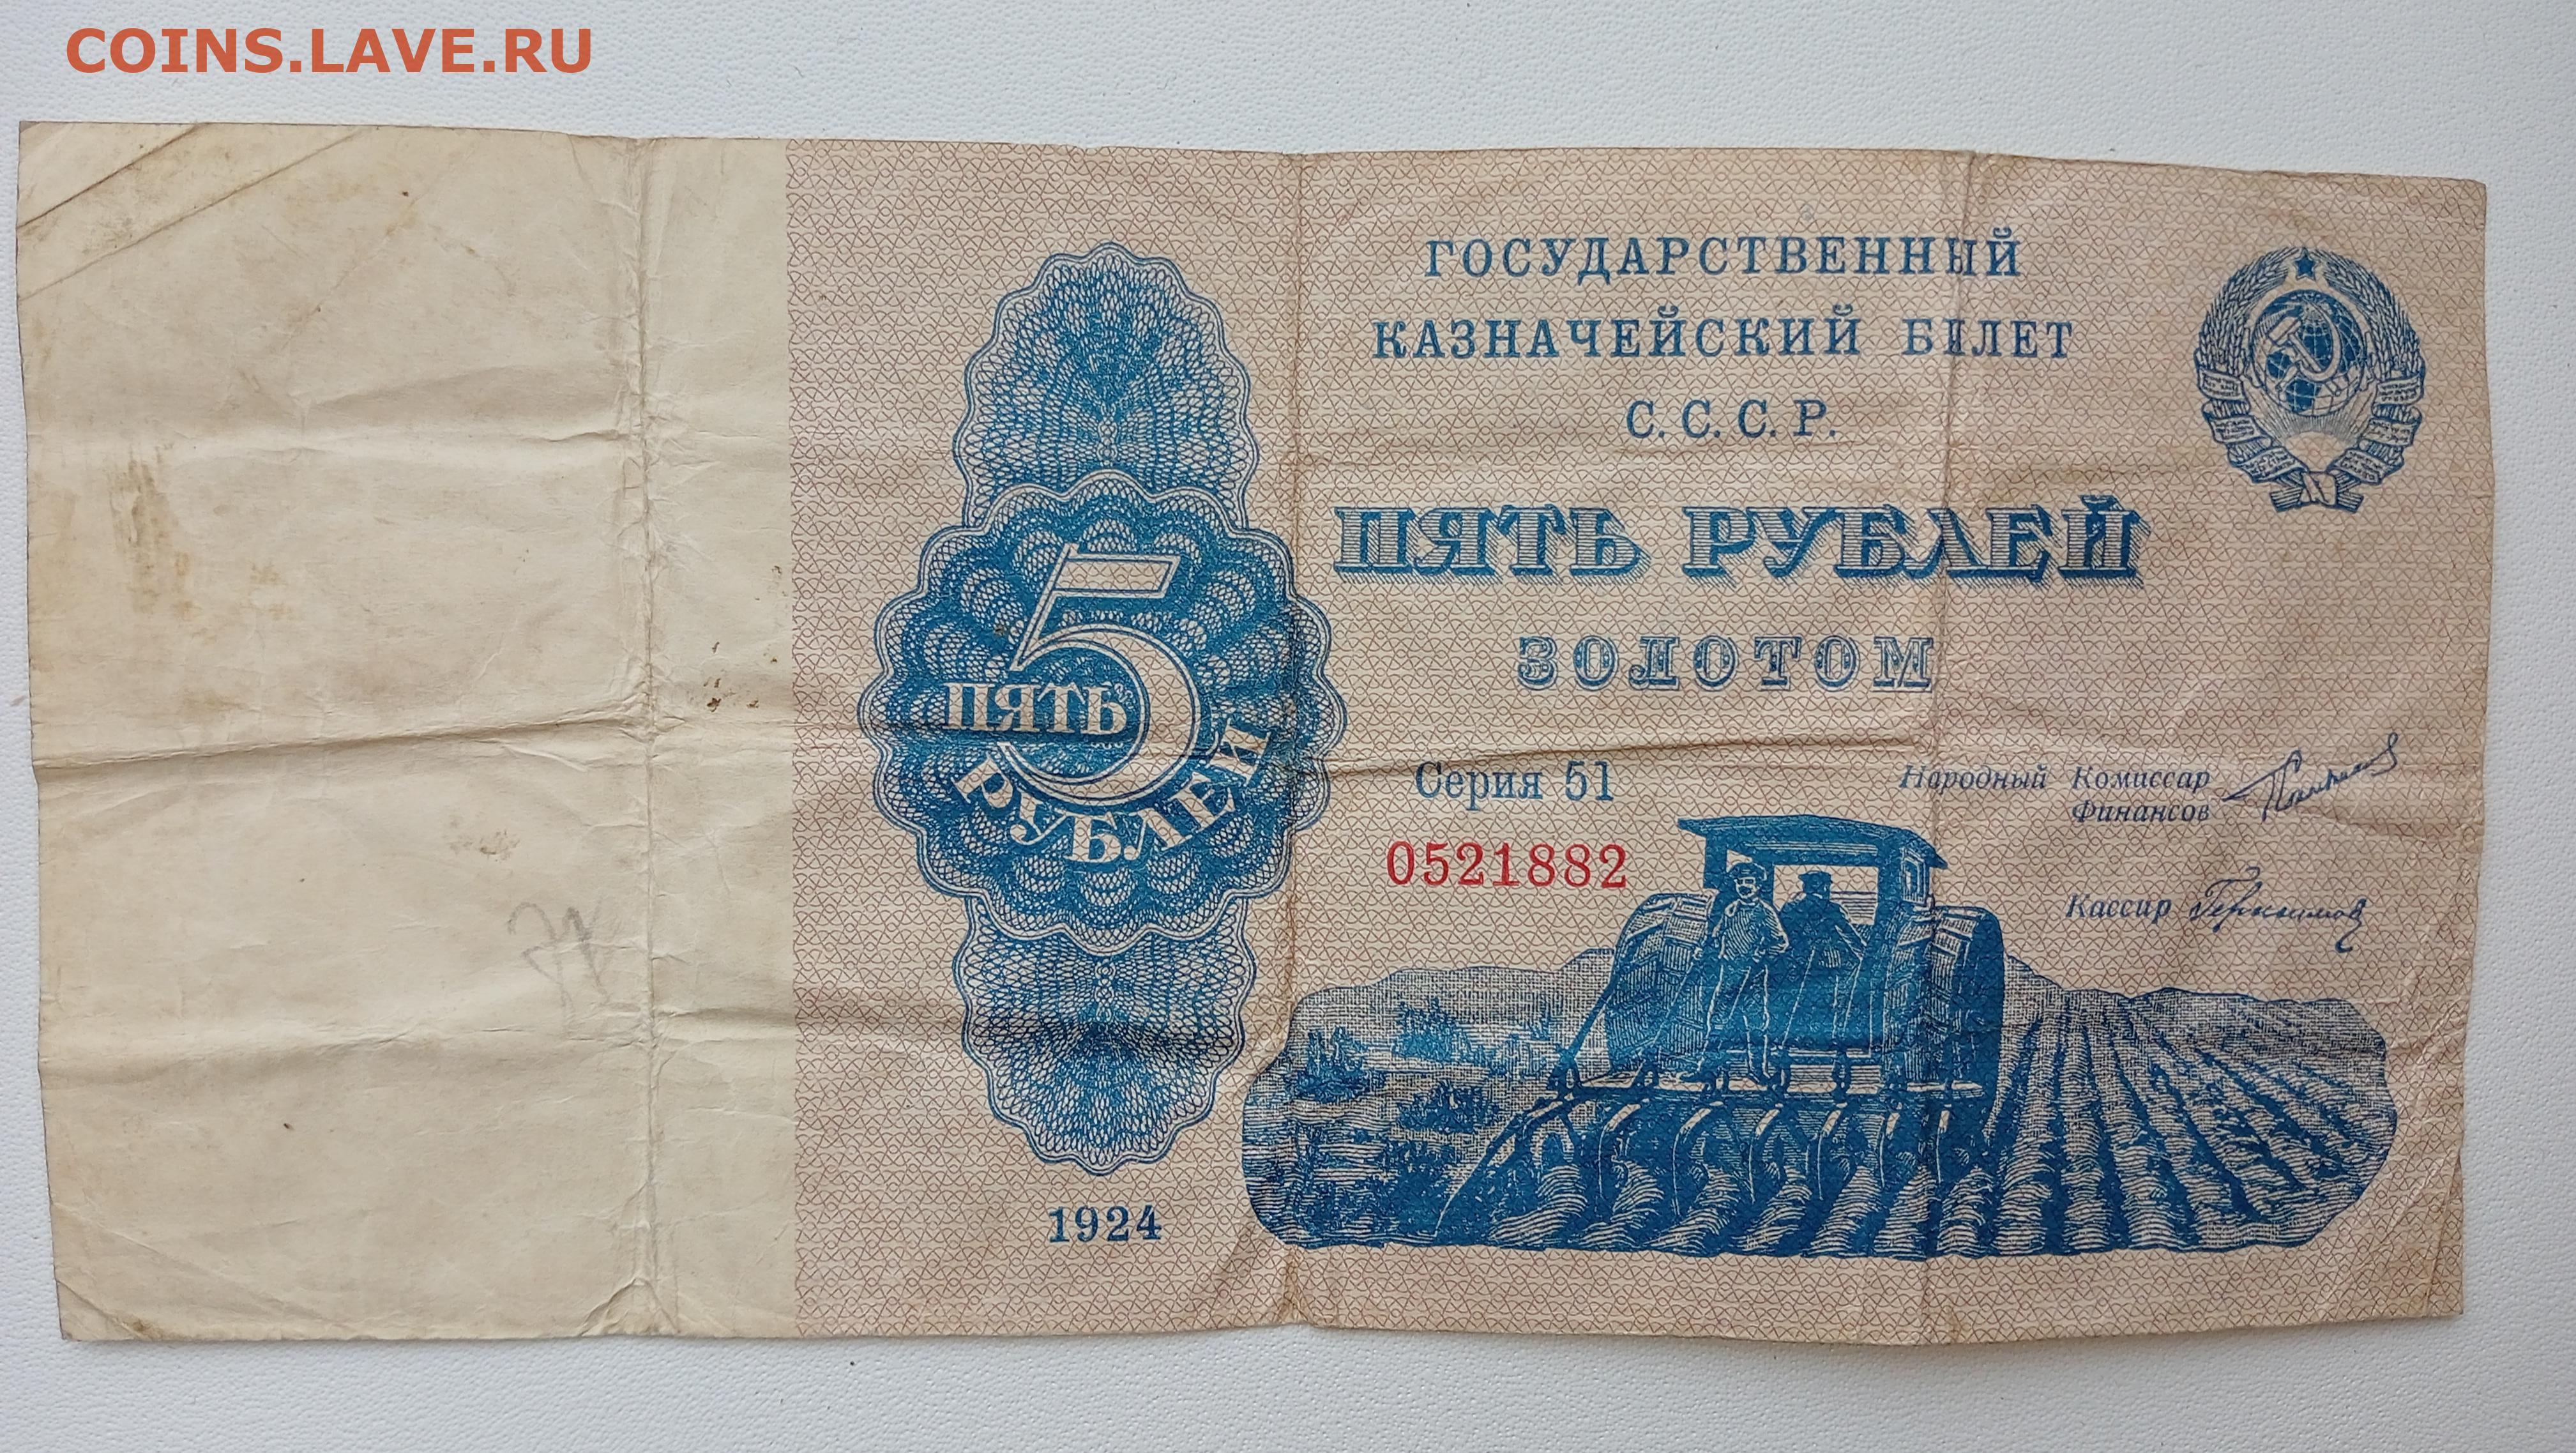 COINS.LAVE.RU
ГОСУДАРСТВЕННЫЙ
КАЗНАЧЕЙСКИЙ БИЛЕТ
С. С. С. Р.
ПЯТЬ РУБЛЕЙ
ЗОЛОТОМ
5
ПЯТЬ
РУБЛЕЙ
Серия 51
0521882
Народный Комиссар
Финансов
Кассир Герасимов
1924